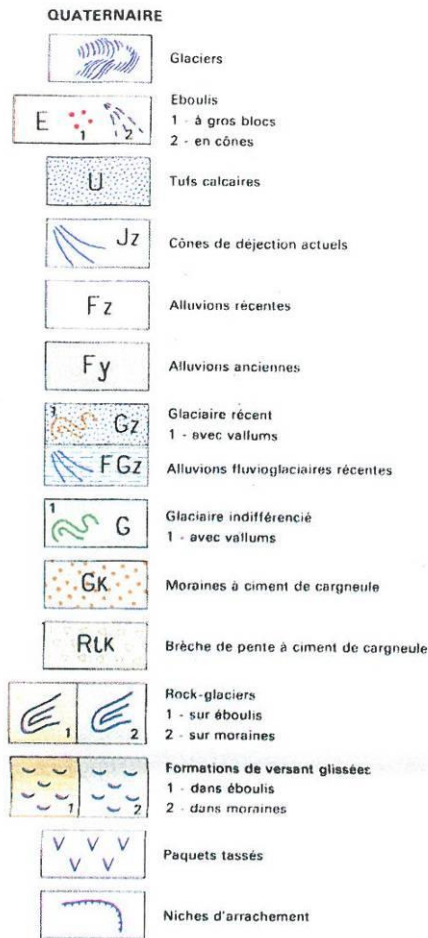 QUATERNAIRE
Glaciers
E 1 2 Eboulis
1 - à gros blocs
2 - en cônes
U Tufs calcaires
Jz Cônes de déjection actuels
Fz Alluvions récentes
Fy Alluvions anciennes
1 Gz Glaciaire récent
1 - avec vallums
FGz Alluvions fluvioglaciaires récentes
1 G Glaciaire indifférencié
1 - avec vallums
GK Moraines à ciment de cargneule
RLK Brèche de pente à ciment de cargneule
1 2 Rock-glaciers
1 - sur éboulis
2 - sur moraines
1 2 Formations de versant glissées
1 - dans éboulis
2 - dans moraines
Paquets tassés
Niches d'arrachement